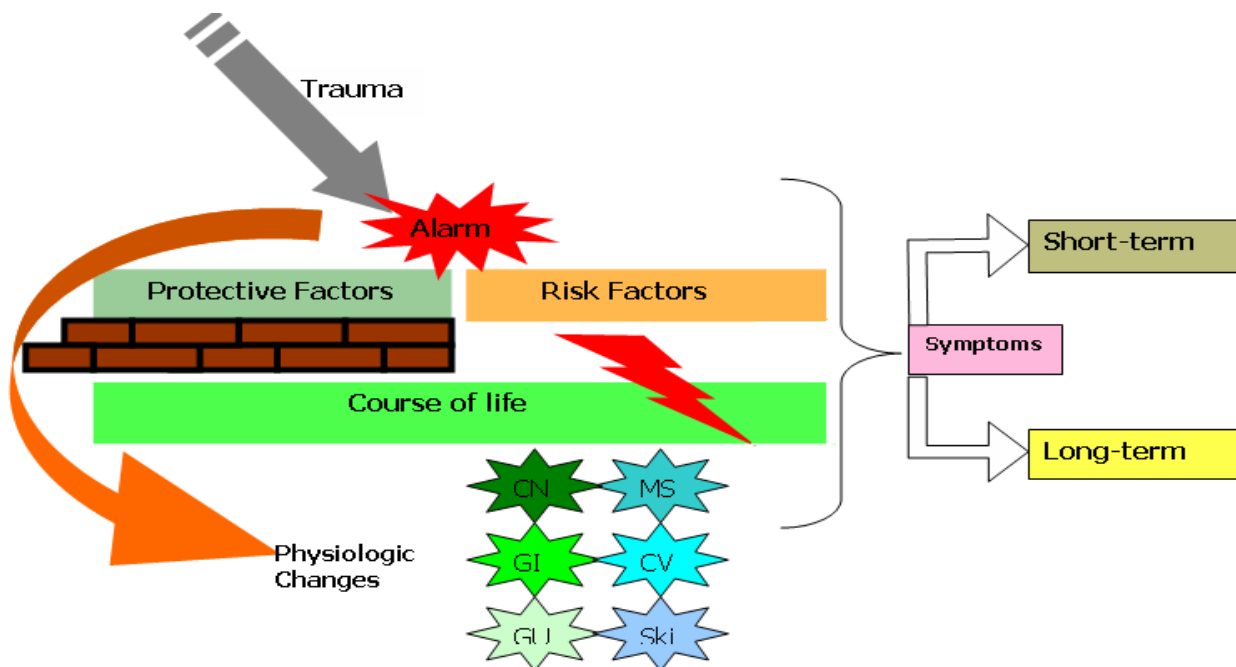 Trauma
Alarm
Protective Factors
Risk Factors
Course of life
CN
MS
GI
CV
GU
Ski
Physiologic
Changes
Symptoms
Short-term
Long-term